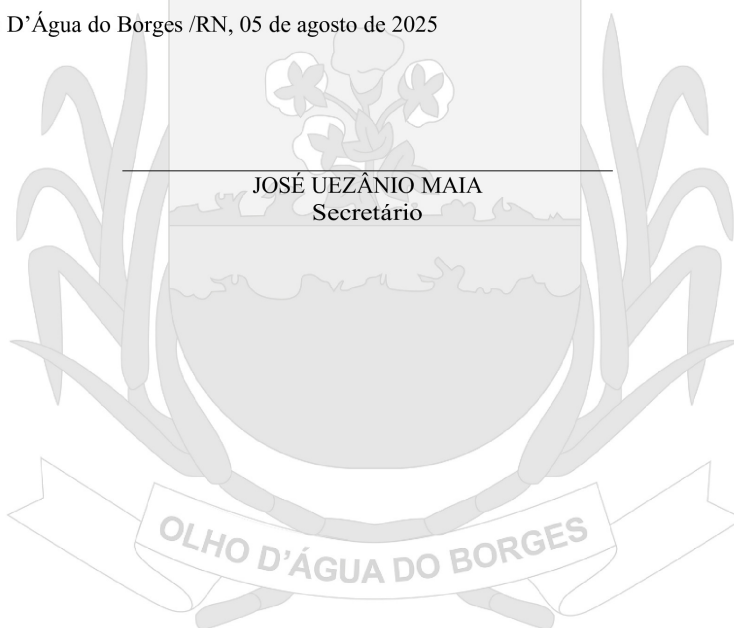 D’Água do Borges /RN, 05 de agosto de 2025
JOSÉ UEZÂNIO MAIA
Secretário
OLHO D’ÁGUA DO BORGES